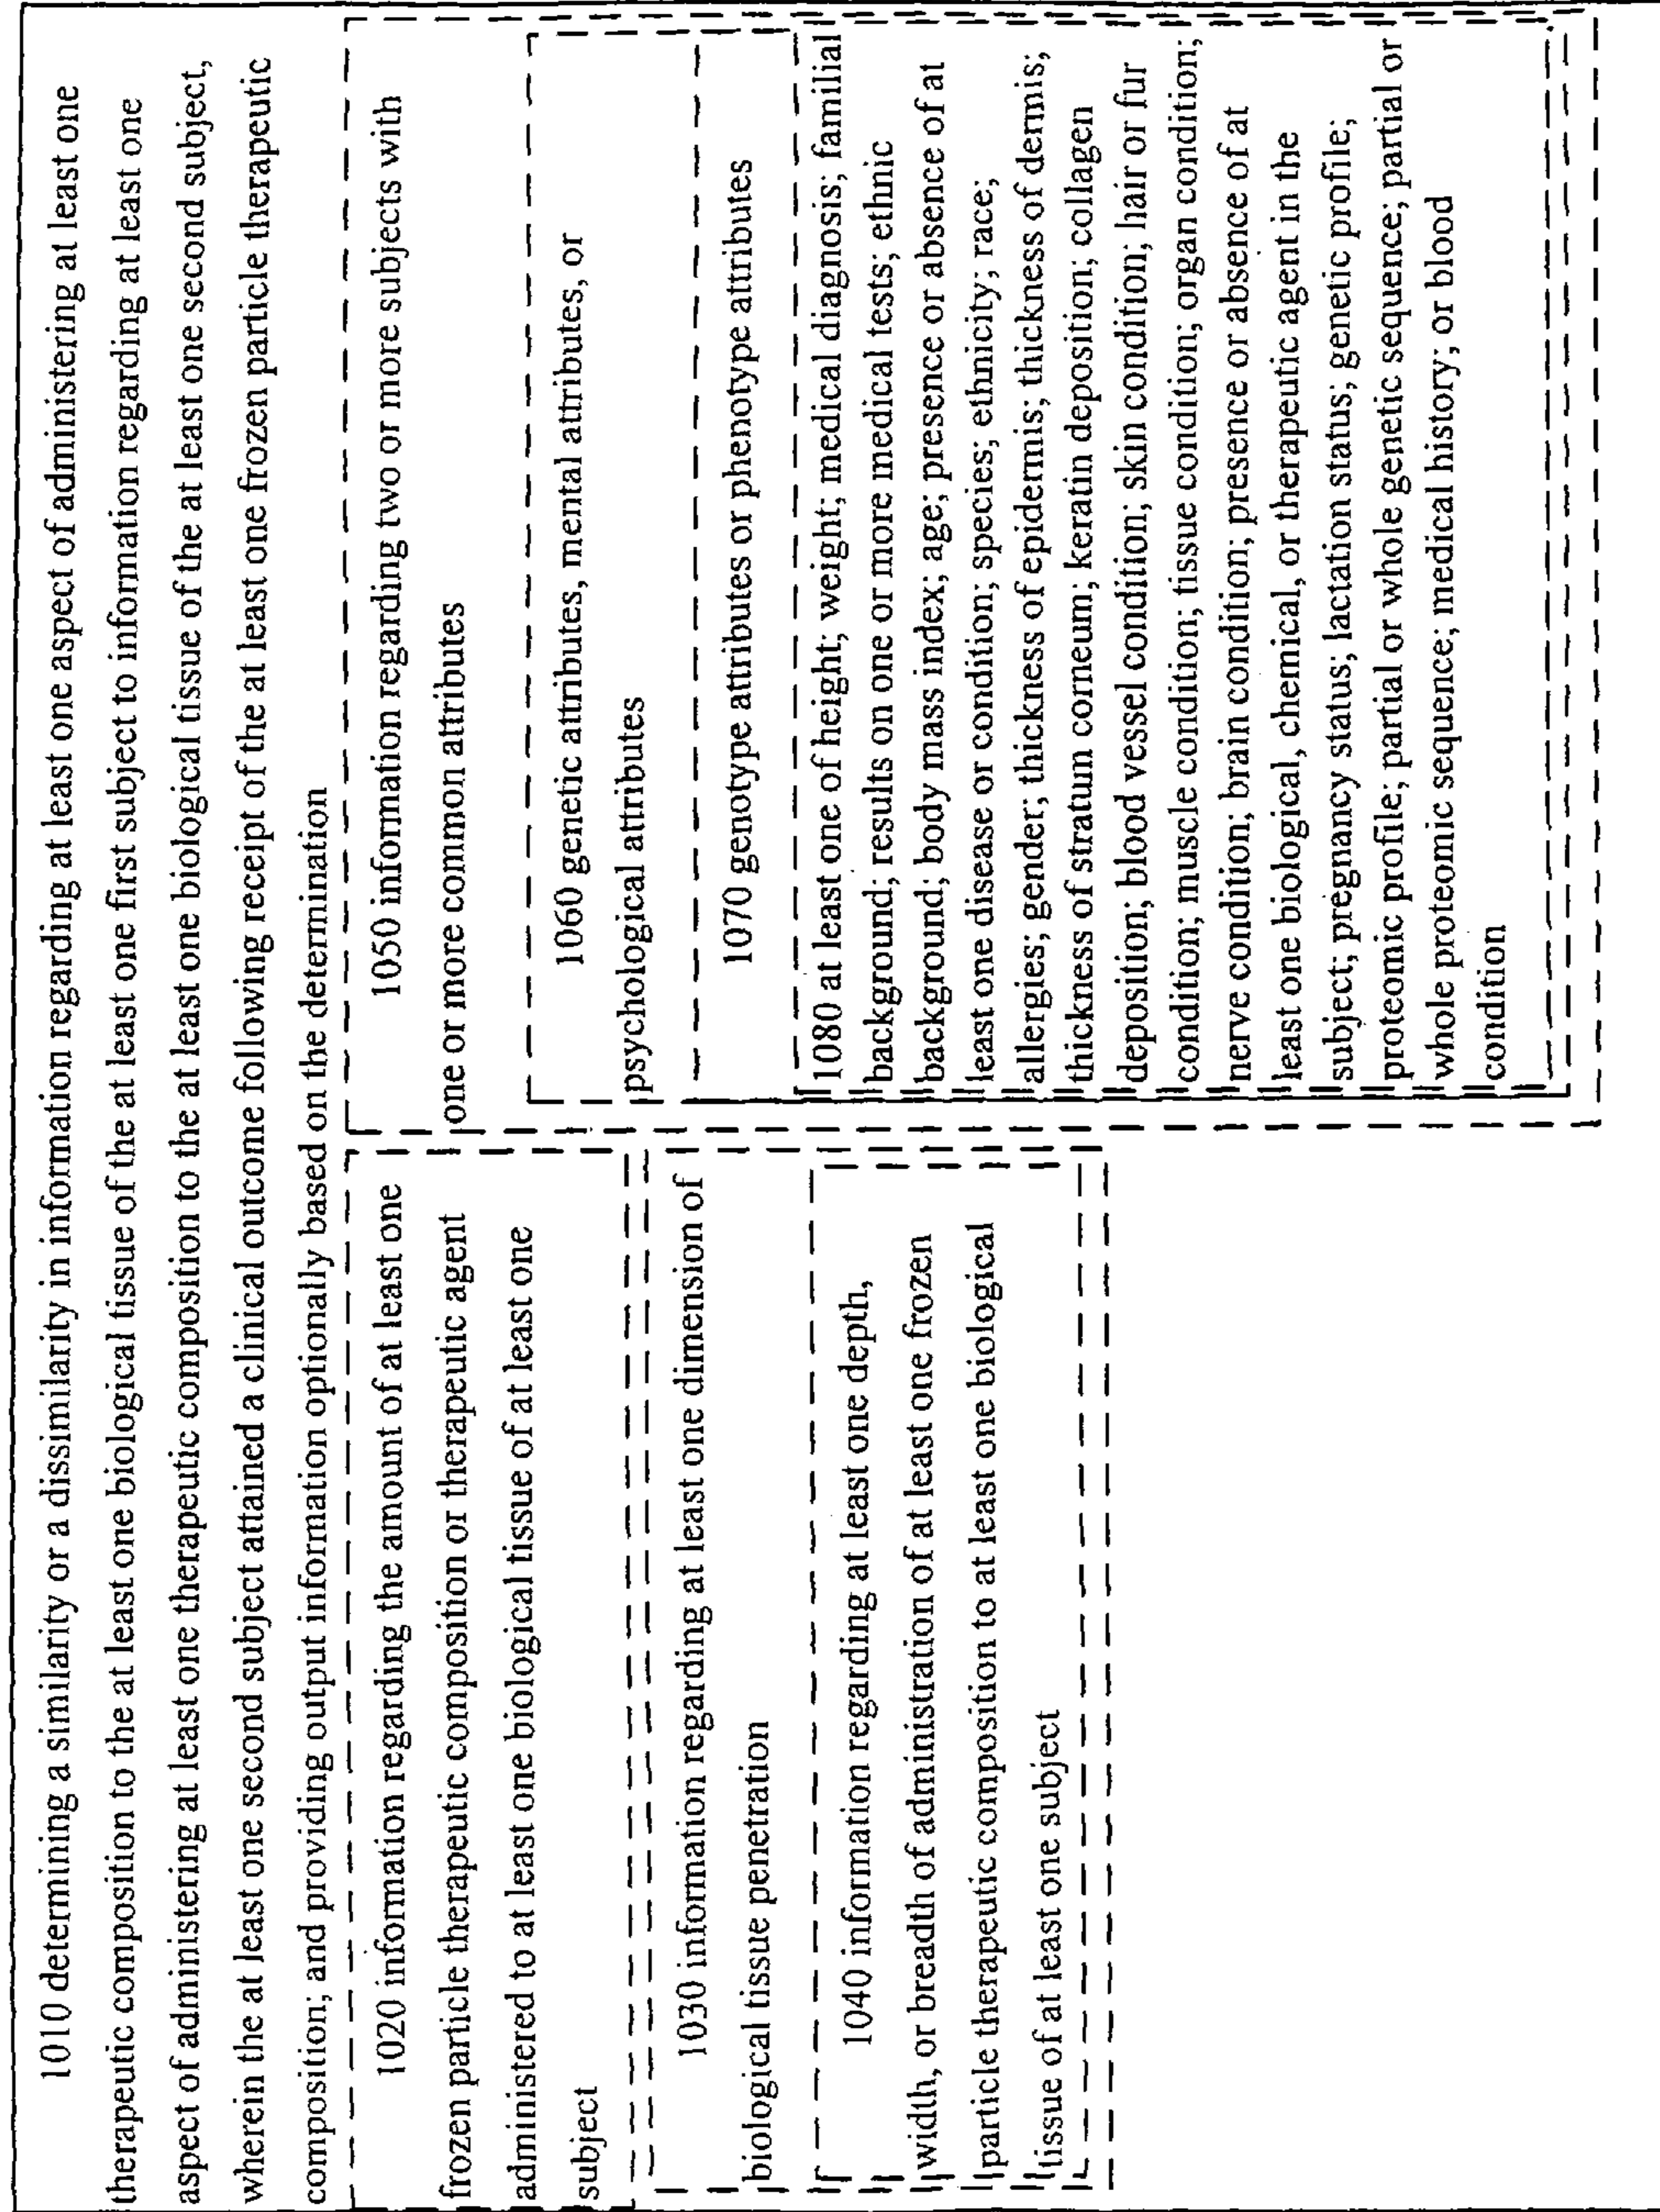 1010 determining a similarity or a dissimilarity in information regarding at least one aspect of administering at least one
therapeutic composition to the at least one biological tissue of the at least one first subject to information regarding at least one
aspect of administering at least one therapeutic composition to the at least one biological tissue of the at least one second subject,
wherein the at least one second subject attained a clinical outcome following receipt of the at least one frozen particle therapeutic
composition; and providing output information optionally based on the determination
1020 information regarding the amount of at least one
frozen particle therapeutic composition or therapeutic agent
administered to at least one biological tissue of at least one
subject
1030 information regarding at least one dimension of
biological tissue penetration
1040 information regarding at least one depth,
width, or breadth of administration of at least one frozen
particle therapeutic composition to at least one biological
tissue of at least one subject
1050 information regarding two or more subjects with
one or more common attributes
1060 genetic attributes, mental attributes, or
psychological attributes
1070 genotype attributes or phenotype attributes
1080 at least one of height; weight; medical diagnosis; familial
background; results on one or more medical tests; ethnic
background; body mass index; age; presence or absence of at
least one disease or condition; species; ethnicity; race;
allergies; gender; thickness of epidermis; thickness of dermis;
thickness of stratum corneum; keratin deposition; collagen
deposition; blood vessel condition; skin condition; hair or fur
condition; muscle condition; tissue condition; organ condition;
nerve condition; brain condition; presence or absence of at
least one biological, chemical, or therapeutic agent in the
subject; pregnancy status; lactation status; genetic profile;
proteomic profile; partial or whole genetic sequence; partial or
whole proteomic sequence; medical history; or blood
condition